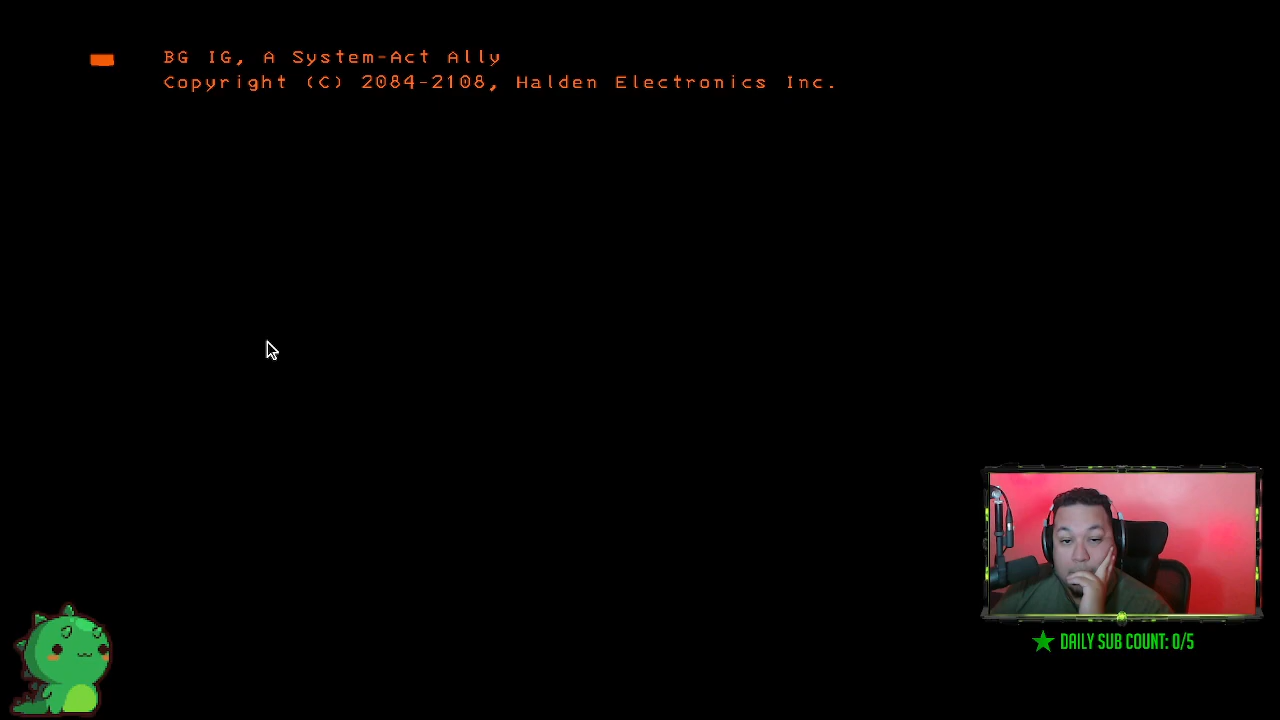 BG IG, A System-Act Ally
Copyright (C) 2084-2108, Halden Electronics Inc.
DAILY SUB COUNT: 0/5